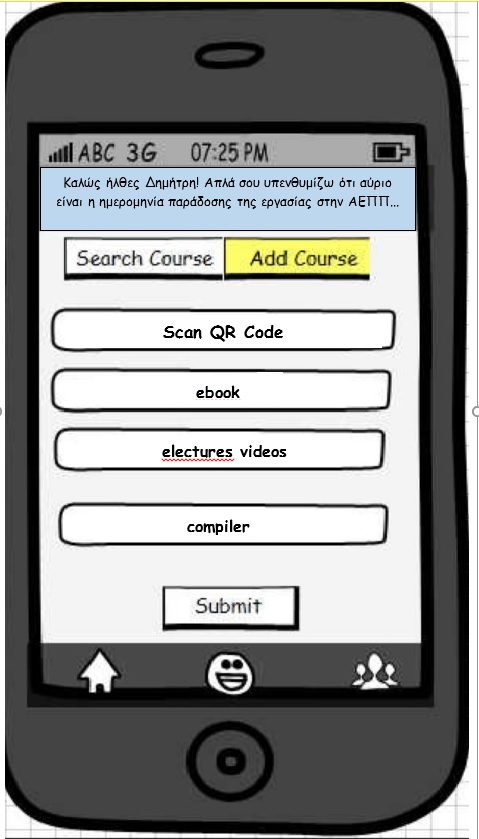 ABC 3G 07:25 PM
Καλώς ήλθες Δημήτρη! Απλά σου υπενθυμίζω ότι αύριο
είναι η ημερομηνία παράδοσης της εργασίας στην ΑΕΠΠ...
Search Course Add Course
Scan QR Code
ebook
electures videos
compiler
Submit